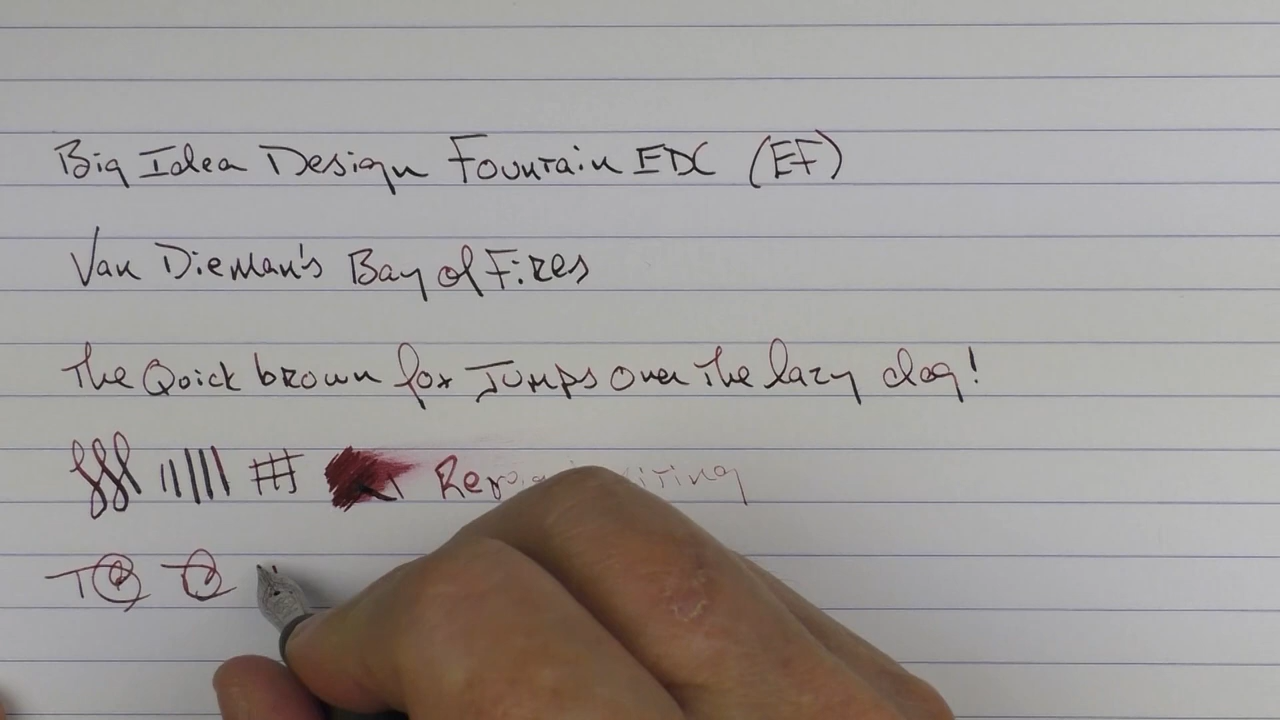 Big Idea Design Fountain EDC (EF)
Van Dieman's Bay of Fires
The Quick brown fox Jumps over The lazy dog!